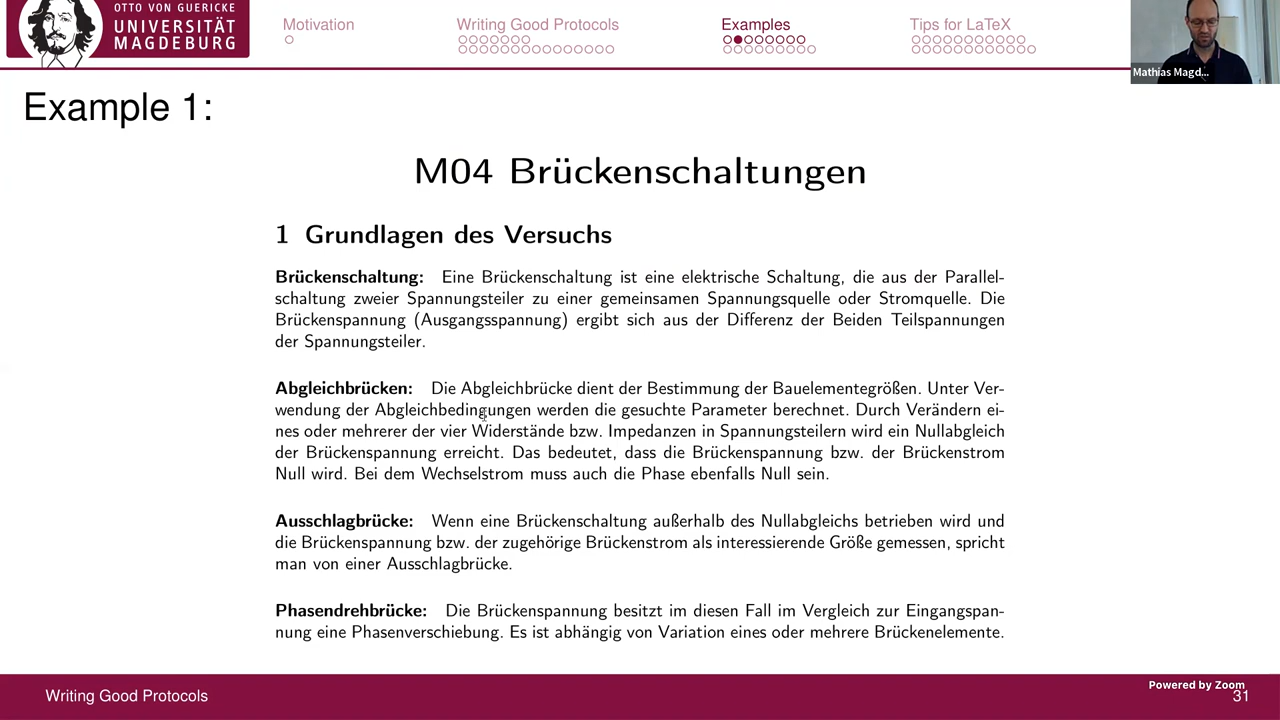 OTTO VON GUERICKE
UNIVERSITÄT
MAGDEBURG
Motivation
Writing Good Protocols
Examples
Tips for LaTeX
Mathias Magd...
Example 1:
M04 Brückenschaltungen
1 Grundlagen des Versuchs
Brückenschaltung: Eine Brückenschaltung ist eine elektrische Schaltung, die aus der Parallel-
schaltung zweier Spannungsteiler zu einer gemeinsamen Spannungsquelle oder Stromquelle. Die
Brückenspannung (Ausgangsspannung) ergibt sich aus der Differenz der Beiden Teilspannungen
der Spannungsteiler.
Abgleichbrücken: Die Abgleichbrücke dient der Bestimmung der Bauelementegrößen. Unter Ver-
wendung der Abgleichbedingungen werden die gesuchte Parameter berechnet. Durch Verändern ei-
nes oder mehrerer der vier Widerstände bzw. Impedanzen in Spannungsteilern wird ein Nullabgleich
der Brückenspannung erreicht. Das bedeutet, dass die Brückenspannung bzw. der Brückenstrom
Null wird. Bei dem Wechselstrom muss auch die Phase ebenfalls Null sein.
Ausschlagbrücke: Wenn eine Brückenschaltung außerhalb des Nullabgleichs betrieben wird und
die Brückenspannung bzw. der zugehörige Brückenstrom als interessierende Größe gemessen, spricht
man von einer Ausschlagbrücke.
Phasendrehbrücke: Die Brückenspannung besitzt im diesen Fall im Vergleich zur Eingangspan-
nung eine Phasenverschiebung. Es ist abhängig von Variation eines oder mehrere Brückenelemente.
Writing Good Protocols
Powered by Zoom
31